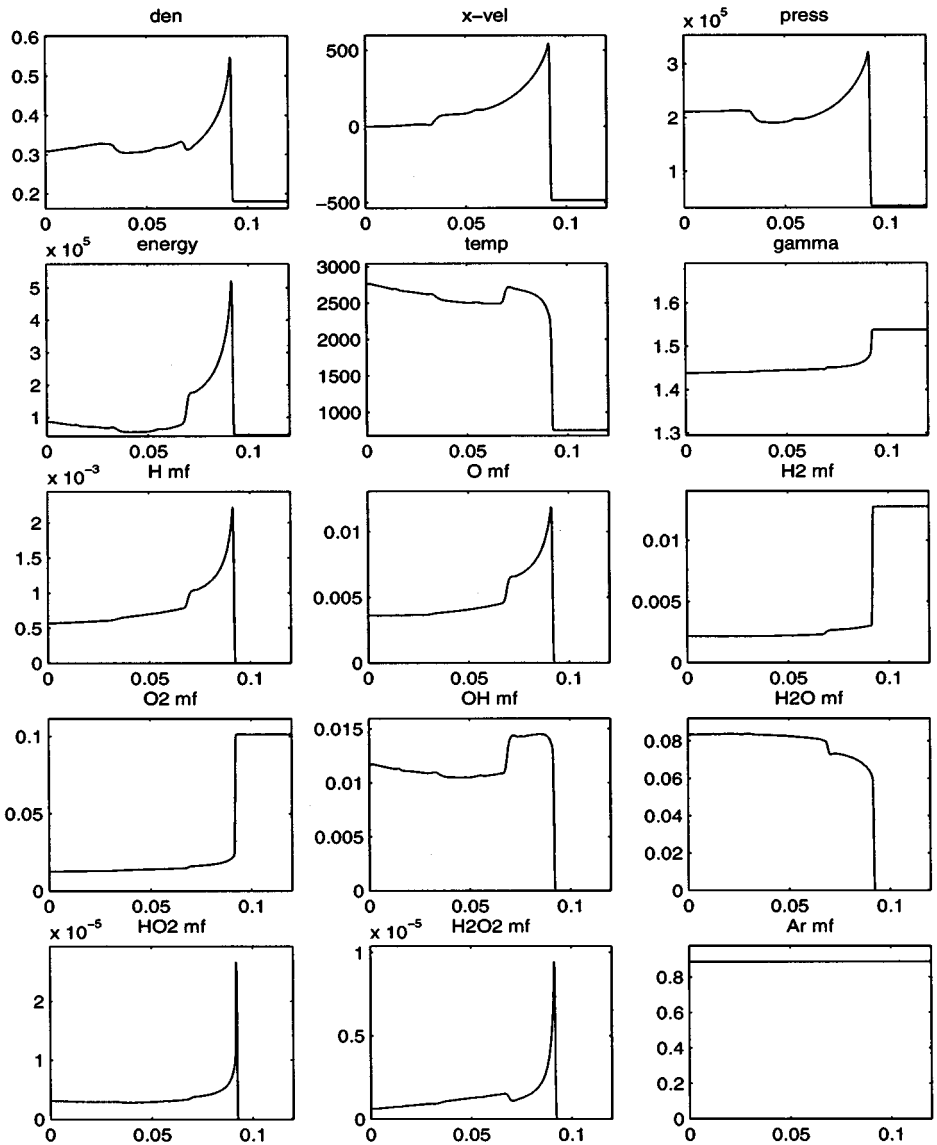 den
0.6
0.5
0.4
0.3
0.2
0 0.05 0.1
x−vel
500
0
−500
0 0.05 0.1
press
x 10^5
3
2
1
0 0.05 0.1
energy
x 10^5
5
4
3
2
1
0 0.05 0.1
temp
3000
2500
2000
1500
1000
0 0.05 0.1
gamma
1.6
1.5
1.4
1.3
0 0.05 0.1
H mf
x 10^−3
2
1.5
1
0.5
0
0 0.05 0.1
O mf
0.01
0.005
0
0 0.05 0.1
H2 mf
0.01
0.005
0
0 0.05 0.1
O2 mf
0.1
0.05
0
0 0.05 0.1
OH mf
0.015
0.01
0.005
0
0 0.05 0.1
H2O mf
0.08
0.06
0.04
0.02
0
0 0.05 0.1
HO2 mf
x 10^−5
2
1
0
0 0.05 0.1
H2O2 mf
x 10^−5
1
0.5
0
0 0.05 0.1
Ar mf
0.8
0.6
0.4
0.2
0
0 0.05 0.1